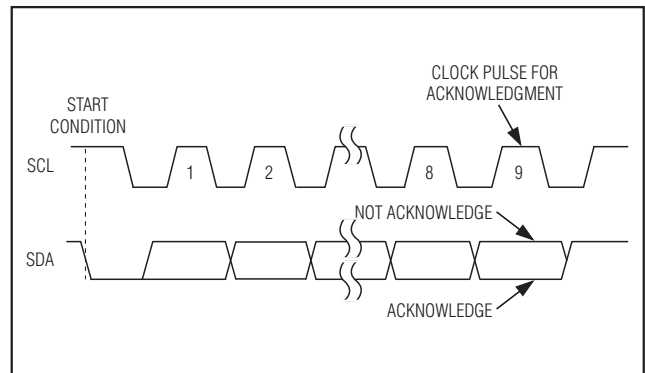 CLOCK PULSE FOR
ACKNOWLEDGMENT
START
CONDITION
SCL
1
2
8
9
NOT ACKNOWLEDGE
SDA
ACKNOWLEDGE